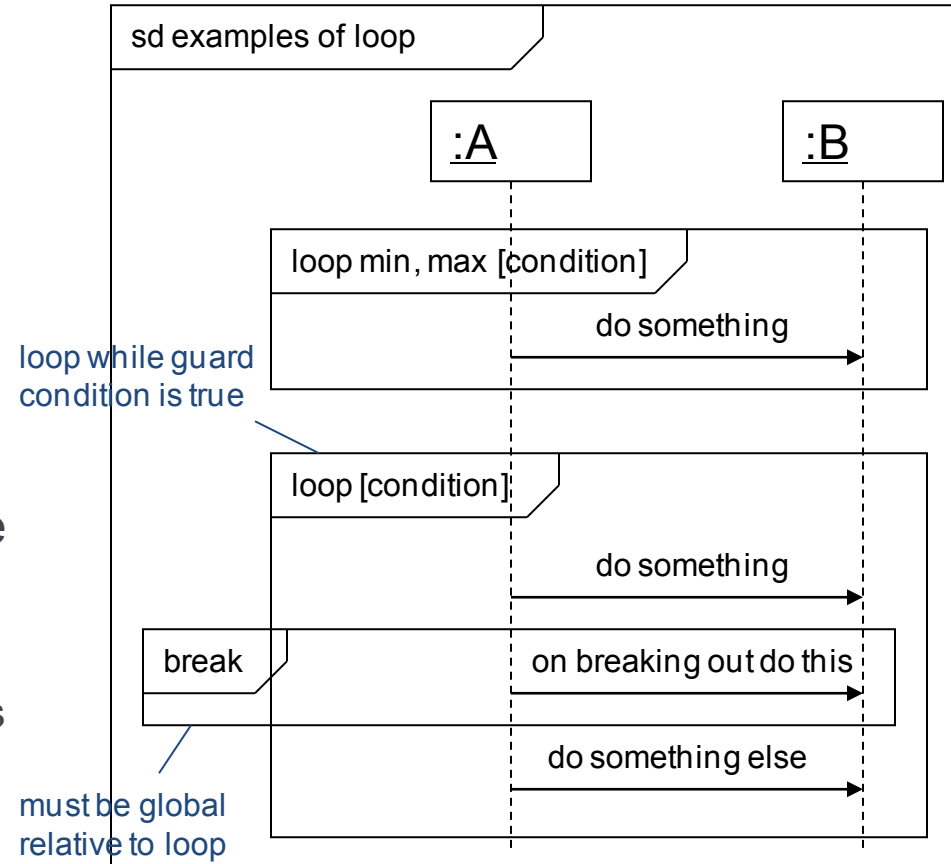 sd examples of loop
:A
:B
loop min, max [condition]
do something
loop while guard
condition is true
loop [condition]
e
do something
break
on breaking out do this
s
do something else
must be global
relative to loop